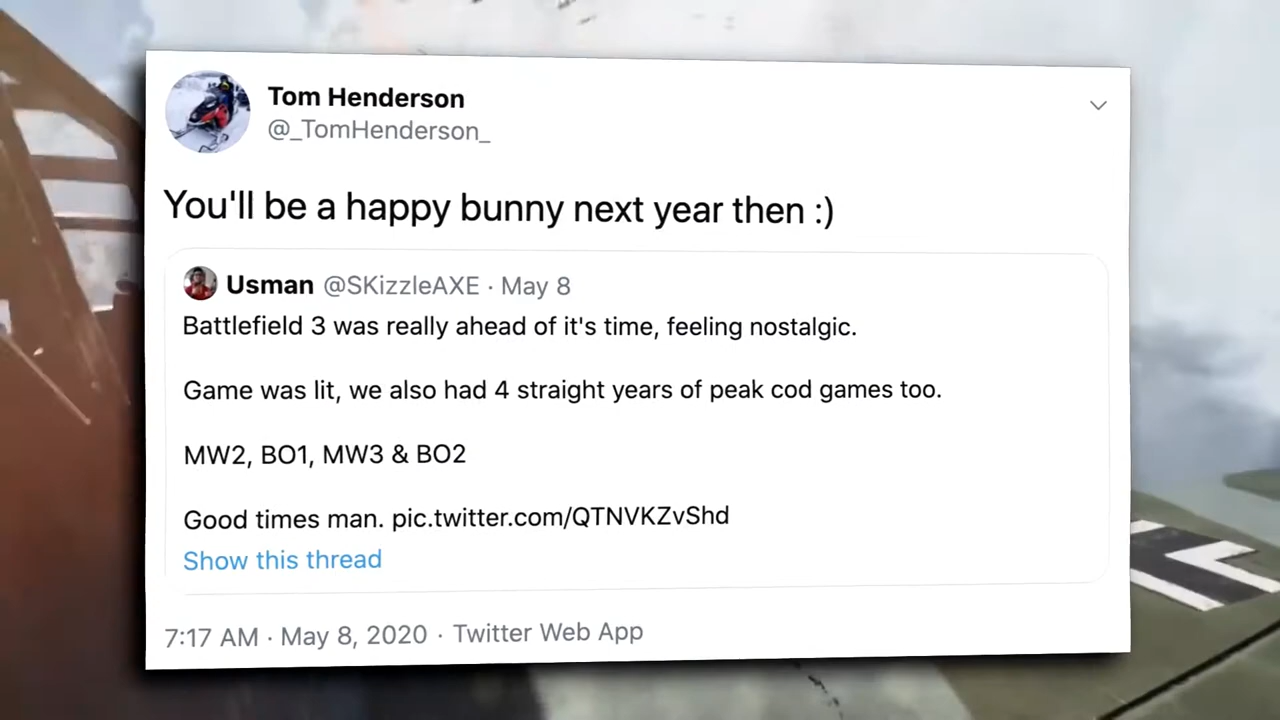 Tom Henderson
@_TomHenderson_
You'll be a happy bunny next year then :)
Usman @SKizzleAXE · May 8
Battlefield 3 was really ahead of it's time, feeling nostalgic.
Game was lit, we also had 4 straight years of peak cod games too.
MW2, BO1, MW3 & BO2
Good times man. pic.twitter.com/QTNVKZvShd
Show this thread
7:17 AM · May 8, 2020 · Twitter Web App